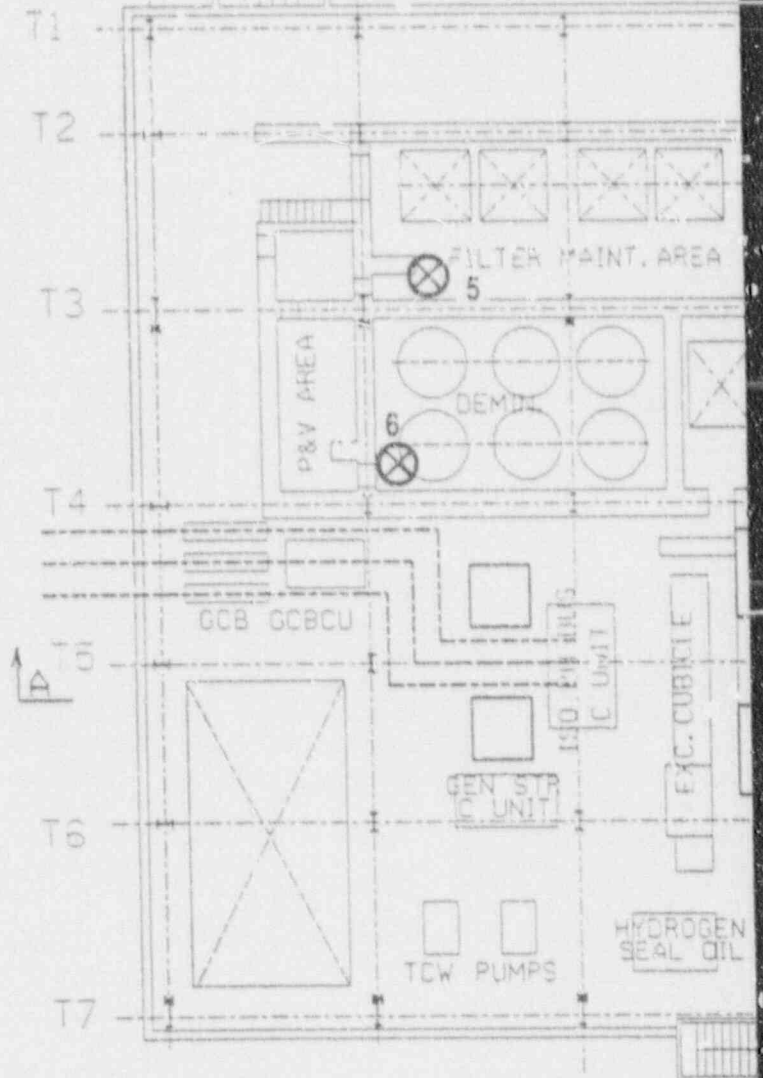 T1
T2
FILTER MAINT. AREA
5
T3
P&V AREA
DEMIN.
6
T4
GCB GCBCU
A
T5
ISO. PH BUS
C UNIT
EXC. CUBICLE
GEN STR
C. UNIT
T6
HYDROGEN
SEAL OIL
TCW PUMPS
T7